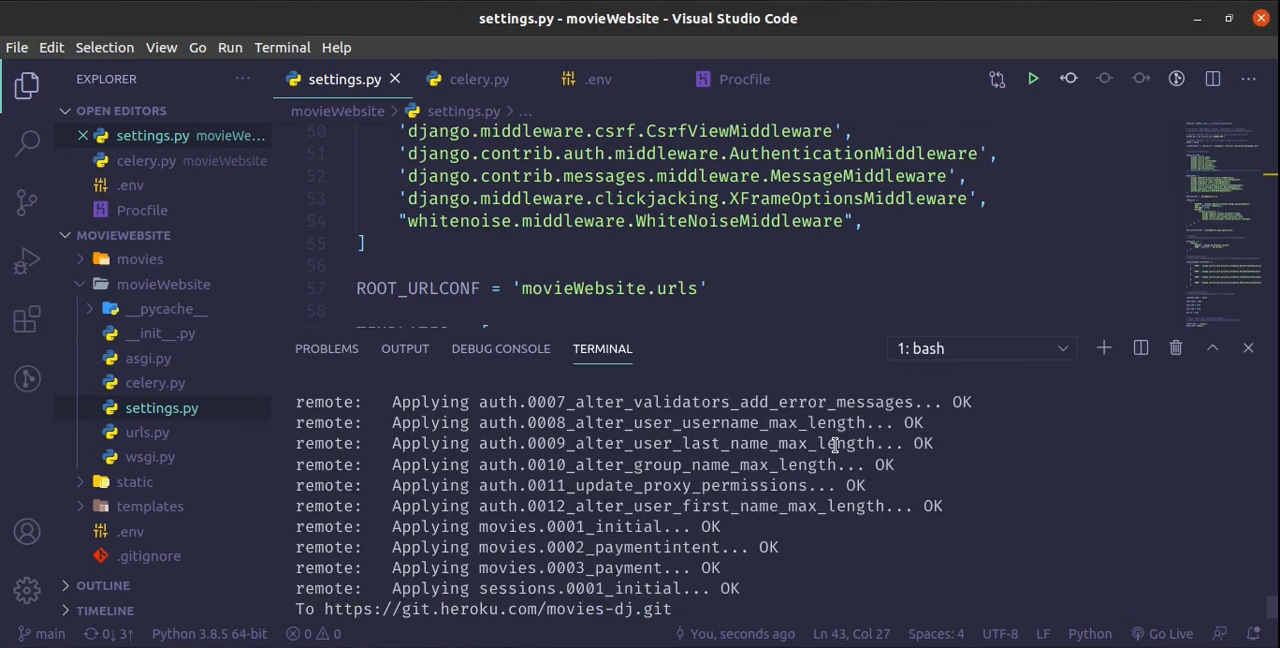 settings.py - movieWebsite - Visual Studio Code
File Edit Selection View Go Run Terminal Help
EXPLORER ...
settings.py
celery.py
.env
Procfile
OPEN EDITORS
settings.py movieWe...
celery.py movieWebsite
.env
Procfile
MOVIEWEBSITE
movies
movieWebsite
__pycache__
__init__.py
asgi.py
celery.py
settings.py
urls.py
wsgi.py
static
templates
.env
.gitignore
OUTLINE
TIMELINE
movieWebsite > settings.py > ...
50 'django.middleware.csrf.CsrfViewMiddleware',
51 'django.contrib.auth.middleware.AuthenticationMiddleware',
52 'django.contrib.messages.middleware.MessageMiddleware',
53 'django.middleware.clickjacking.XFrameOptionsMiddleware',
54 "whitenoise.middleware.WhiteNoiseMiddleware",
55 ]
56
57 ROOT_URLCONF = 'movieWebsite.urls'
58
PROBLEMS OUTPUT DEBUG CONSOLE TERMINAL 1: bash
remote: Applying auth.0007_alter_validators_add_error_messages... OK
remote: Applying auth.0008_alter_user_username_max_length... OK
remote: Applying auth.0009_alter_user_last_name_max_length... OK
remote: Applying auth.0010_alter_group_name_max_length... OK
remote: Applying auth.0011_update_proxy_permissions... OK
remote: Applying auth.0012_alter_user_first_name_max_length... OK
remote: Applying movies.0001_initial... OK
remote: Applying movies.0002_paymentintent... OK
remote: Applying movies.0003_payment... OK
remote: Applying sessions.0001_initial... OK
To https://git.heroku.com/movies-dj.git
main 0↓ 3↑ Python 3.8.5 64-bit 0 0 You, seconds ago Ln 43, Col 27 Spaces: 4 UTF-8 LF Python Go Live